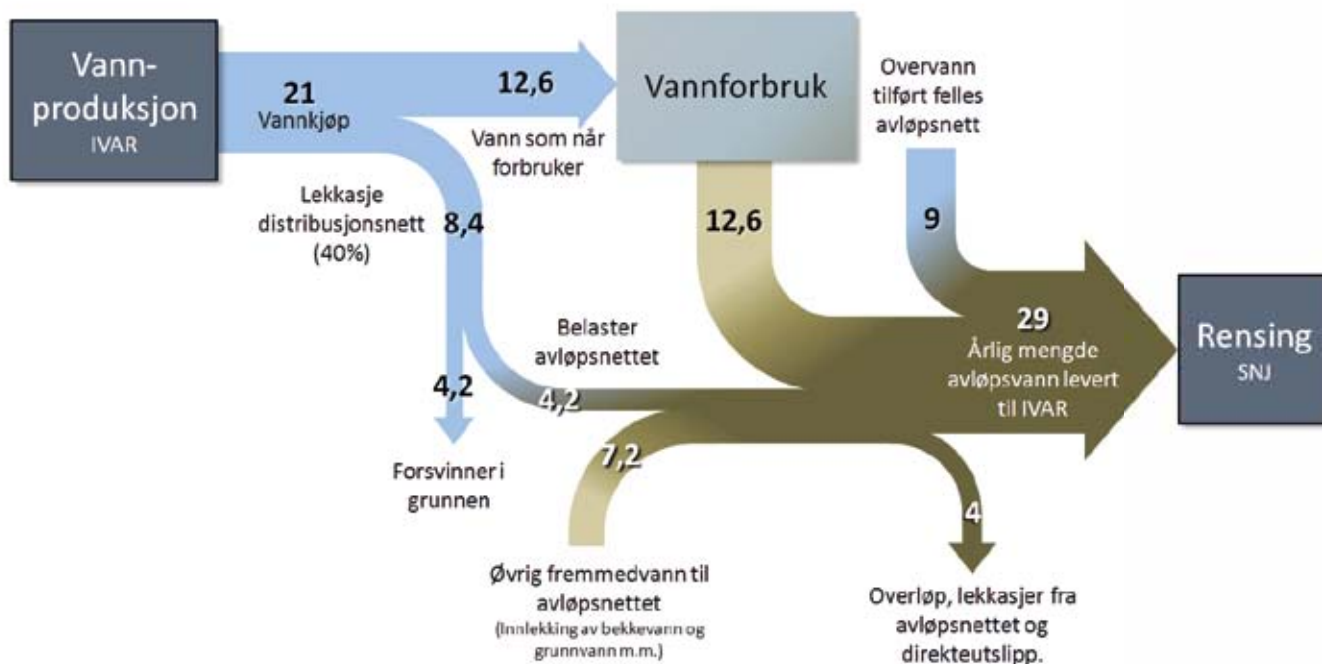 Vann-
produksjon
IVAR
21
Vannkjøp
12,6
Vann som når
forbruker
Vannforbruk
Overvann
tilført felles
avløpsnett
Lekkasje
distribusjonsnett
(40%)
8,4
12,6
9
Belaster
avløpsnettet
29
Årlig mengde
avløpsvann levert
til IVAR
Rensing
SNJ
4,2
4,2
Forsvinner i
grunnen
7,2
4
Øvrig fremmedvann til
avløpsnettet
(Innlekking av bekkevann og
grunnvann m.m.)
Overløp, lekkasjer fra
avløpsnettet og
direkteutslipp.